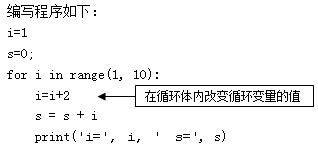 编写程序如下：
i=1
s=0;
for i in range(1, 10):
    i=i+2
在循环体内改变循环变量的值
    s = s + i
    print('i=', i, '  s=', s)